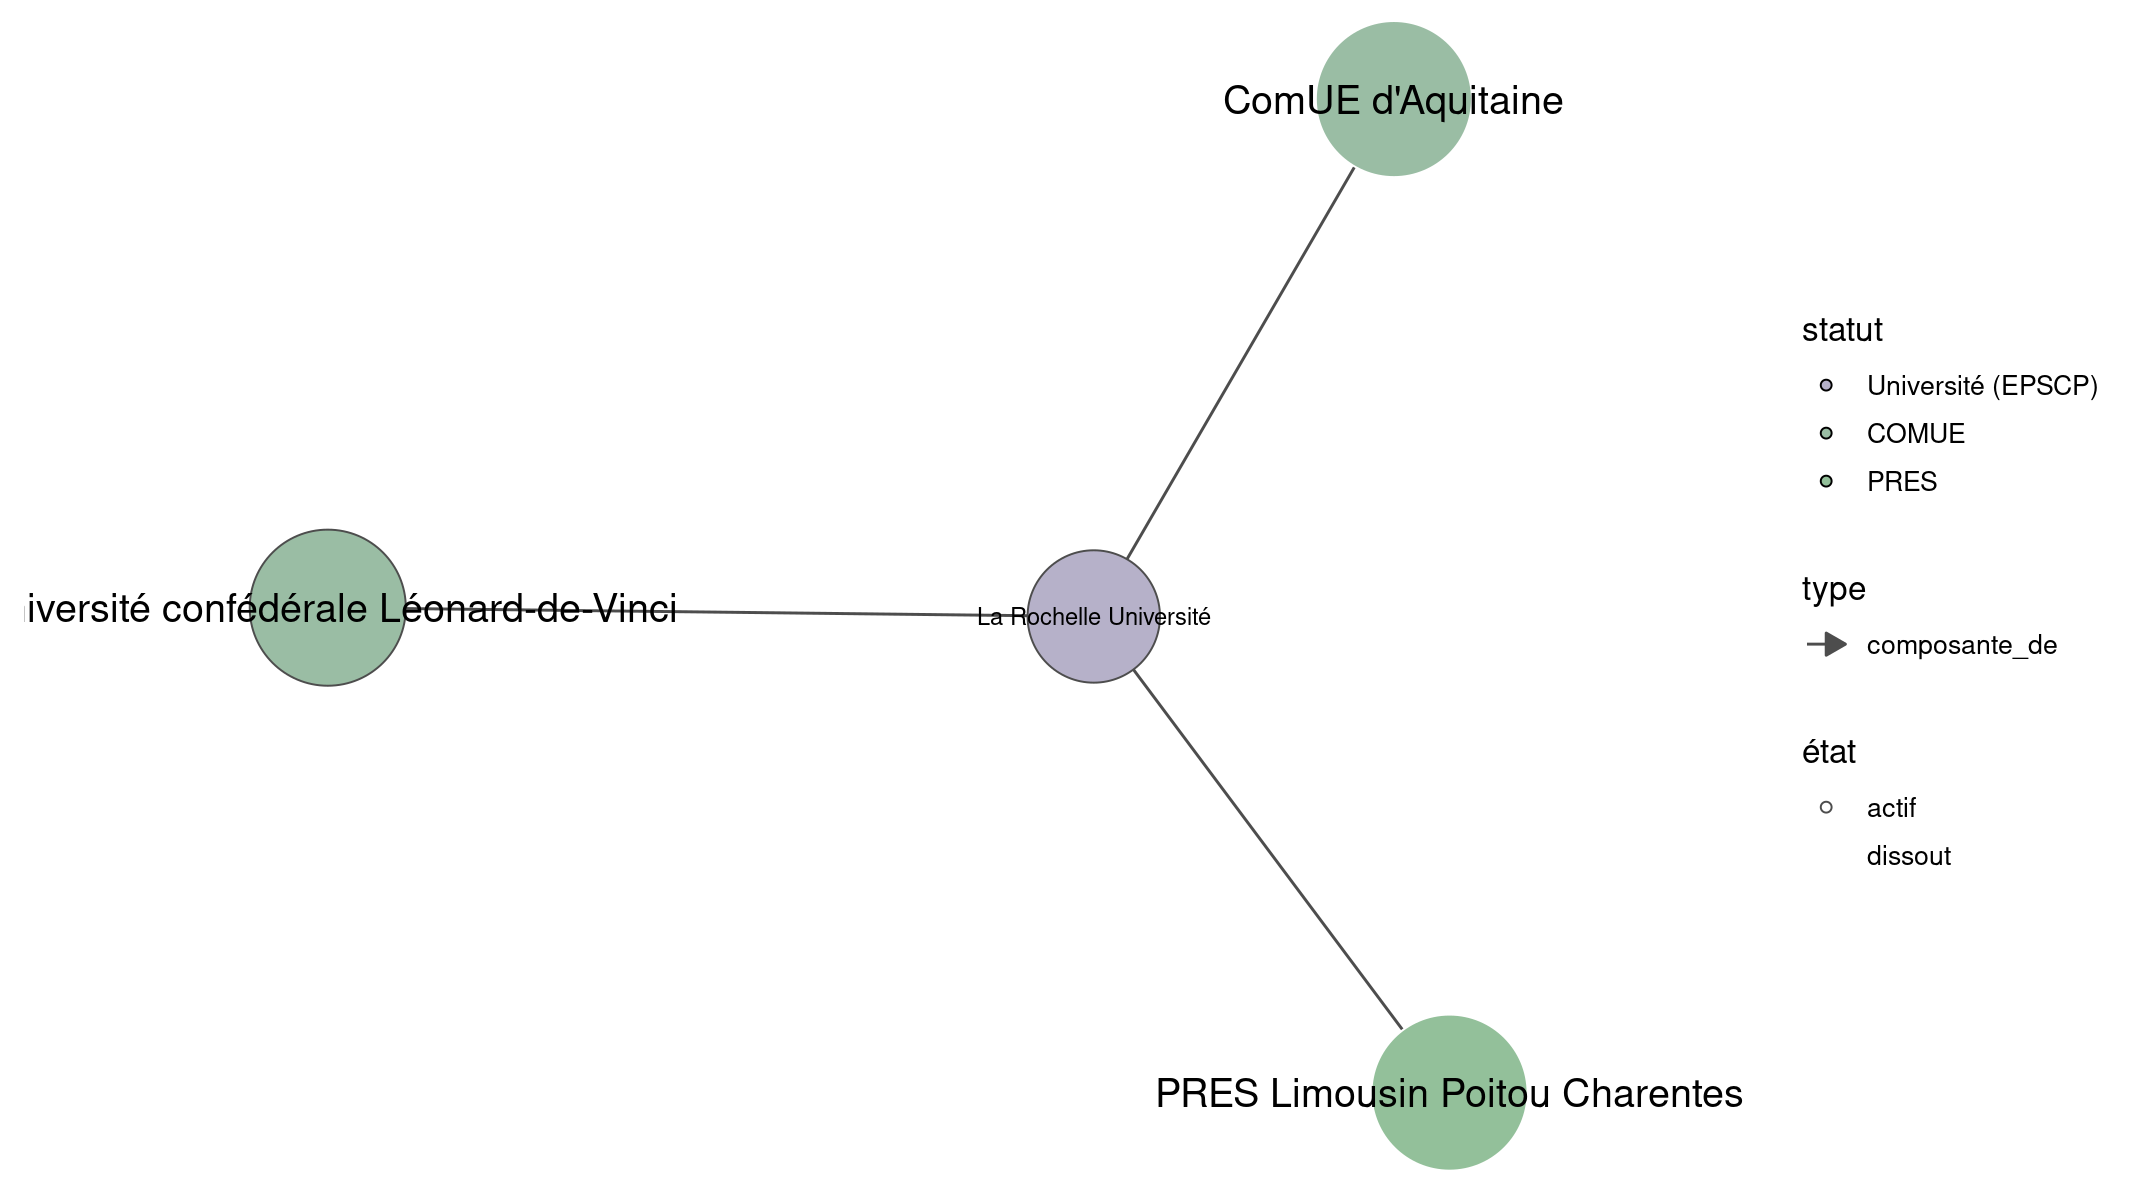 ComUE d'Aquitaine
iversité confédérale Léonard-de-Vinci
La Rochelle Université
PRES Limousin Poitou Charentes
statut
Université (EPSCP)
COMUE
PRES
type
composante_de
état
actif
dissout